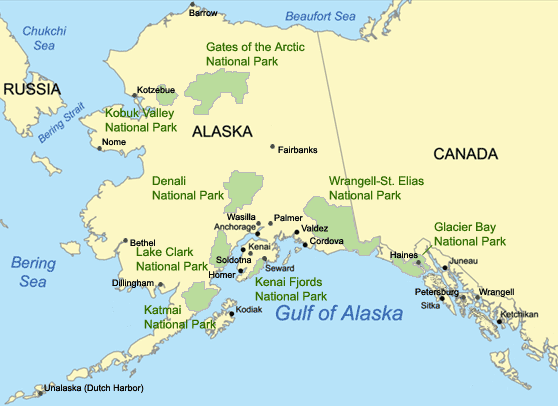 Barrow
Beaufort Sea
Chukchi
Sea
Gates of the Arctic
National Park
RUSSIA
Kotzebue
Bering Strait
Kobuk Valley
National Park
ALASKA
Nome
Fairbanks
CANADA
Denali
National Park
Wrangell-St. Elias
National Park
Wasilla
Palmer
Anchorage
Valdez
Glacier Bay
National Park
Bethel
Kenai
Cordova
Lake Clark
National Park
Soldotna
Haines
Bering
Sea
Homer
Seward
Juneau
Dillingham
Kenai Fjords
National Park
Petersburg
Wrangell
Sitka
Katmai
National Park
Kodiak
Gulf of Alaska
Ketchikan
Unalaska (Dutch Harbor)